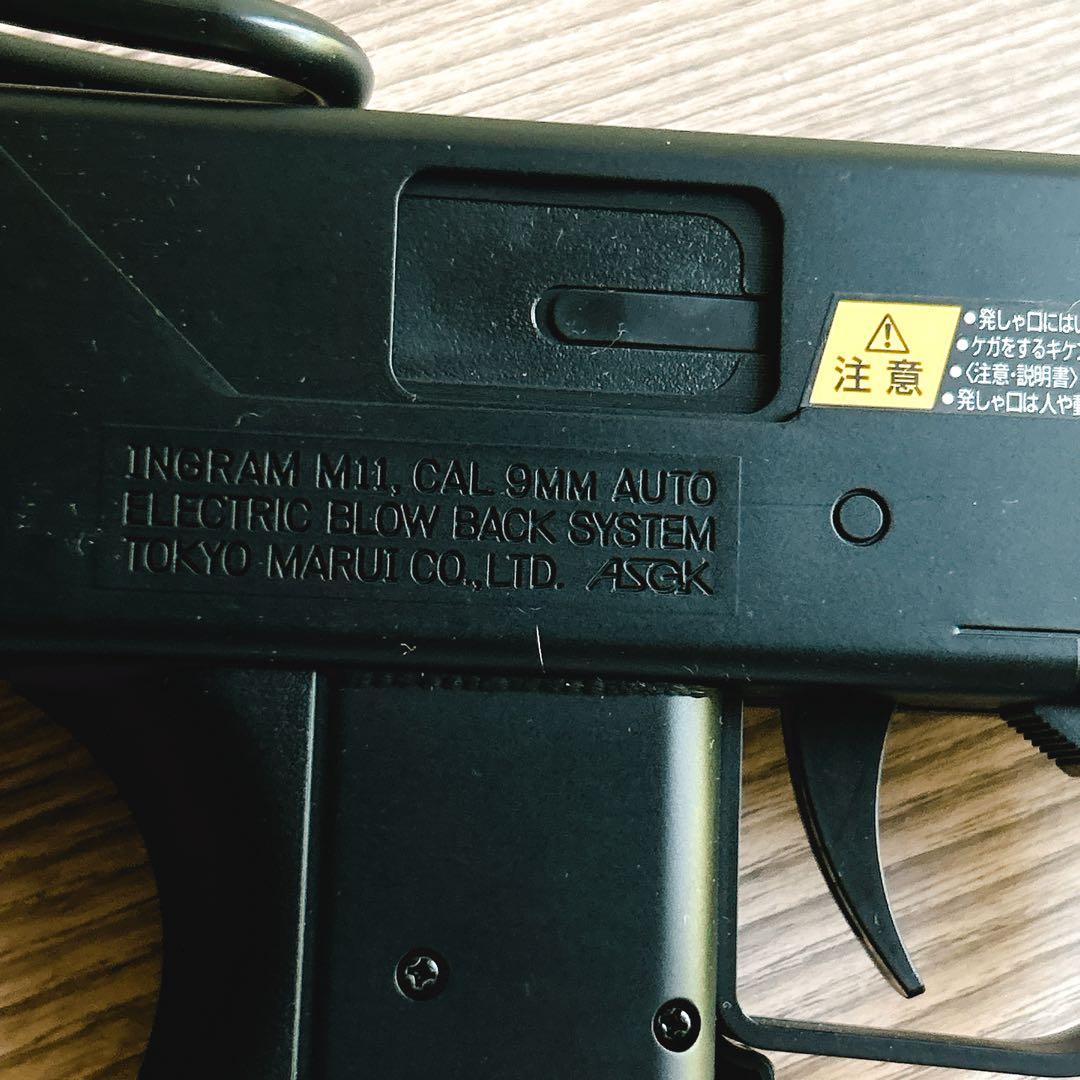 INGRAM M11, CAL 9MM AUTO
ELECTRIC BLOW BACK SYSTEM
TOKYO MARUI CO.,LTD. ASGK
注意
●発しゃ口には
●ケガをするキケ
●〈注意・説明書〉
●発しゃ口は人や